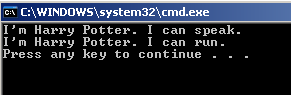 C:\WINDOWS\system32\cmd.exe
I'm Harry Potter. I can speak.
I'm Harry Potter. I can run.
Press any key to continue . . .